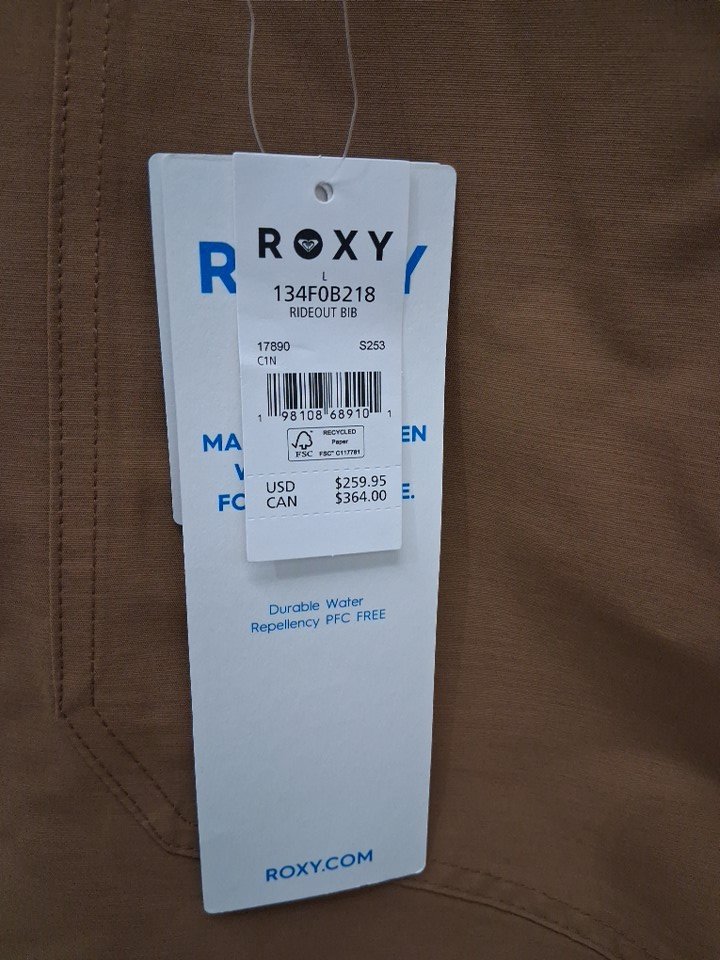 ROXY
L
134F0B218
RIDEOUT BIB
17890 S253
C1N
1 98108 68910 1
FSC
RECYCLED
Paper
FSC® C117781
USD $259.95
CAN $364.00
Durable Water
Repellency PFC FREE
ROXY.COM